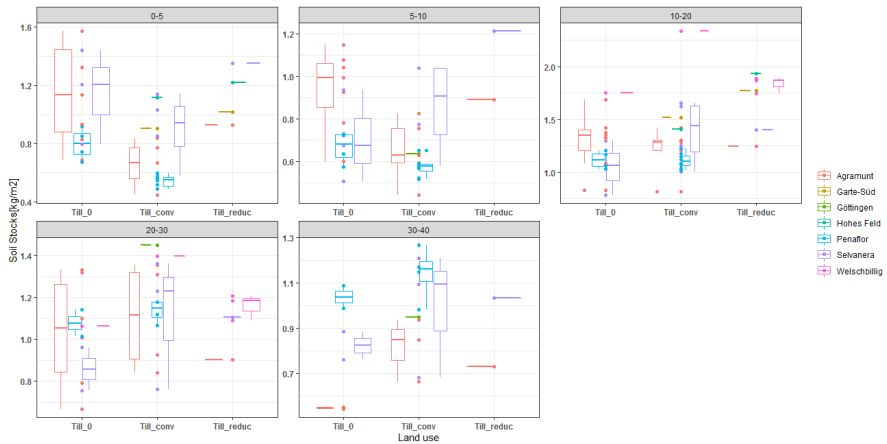 0-5
5-10
10-20
1.6
1.2
0.8
0.4
1.2
1.0
0.8
0.6
2.0
1.5
1.0
Till_0
Till_conv
Till_reduc
Till_0
Till_conv
Till_reduc
Till_0
Till_conv
Till_reduc
20-30
30-40
1.4
1.2
1.0
0.8
1.3
1.1
0.9
0.7
Till_0
Till_conv
Till_reduc
Till_0
Till_conv
Till_reduc
Soil Stocks[kg/m2]
Land use
Agramunt
Garte-Süd
Göttingen
Hohes Feld
Penaflor
Selvanera
Welschbillig